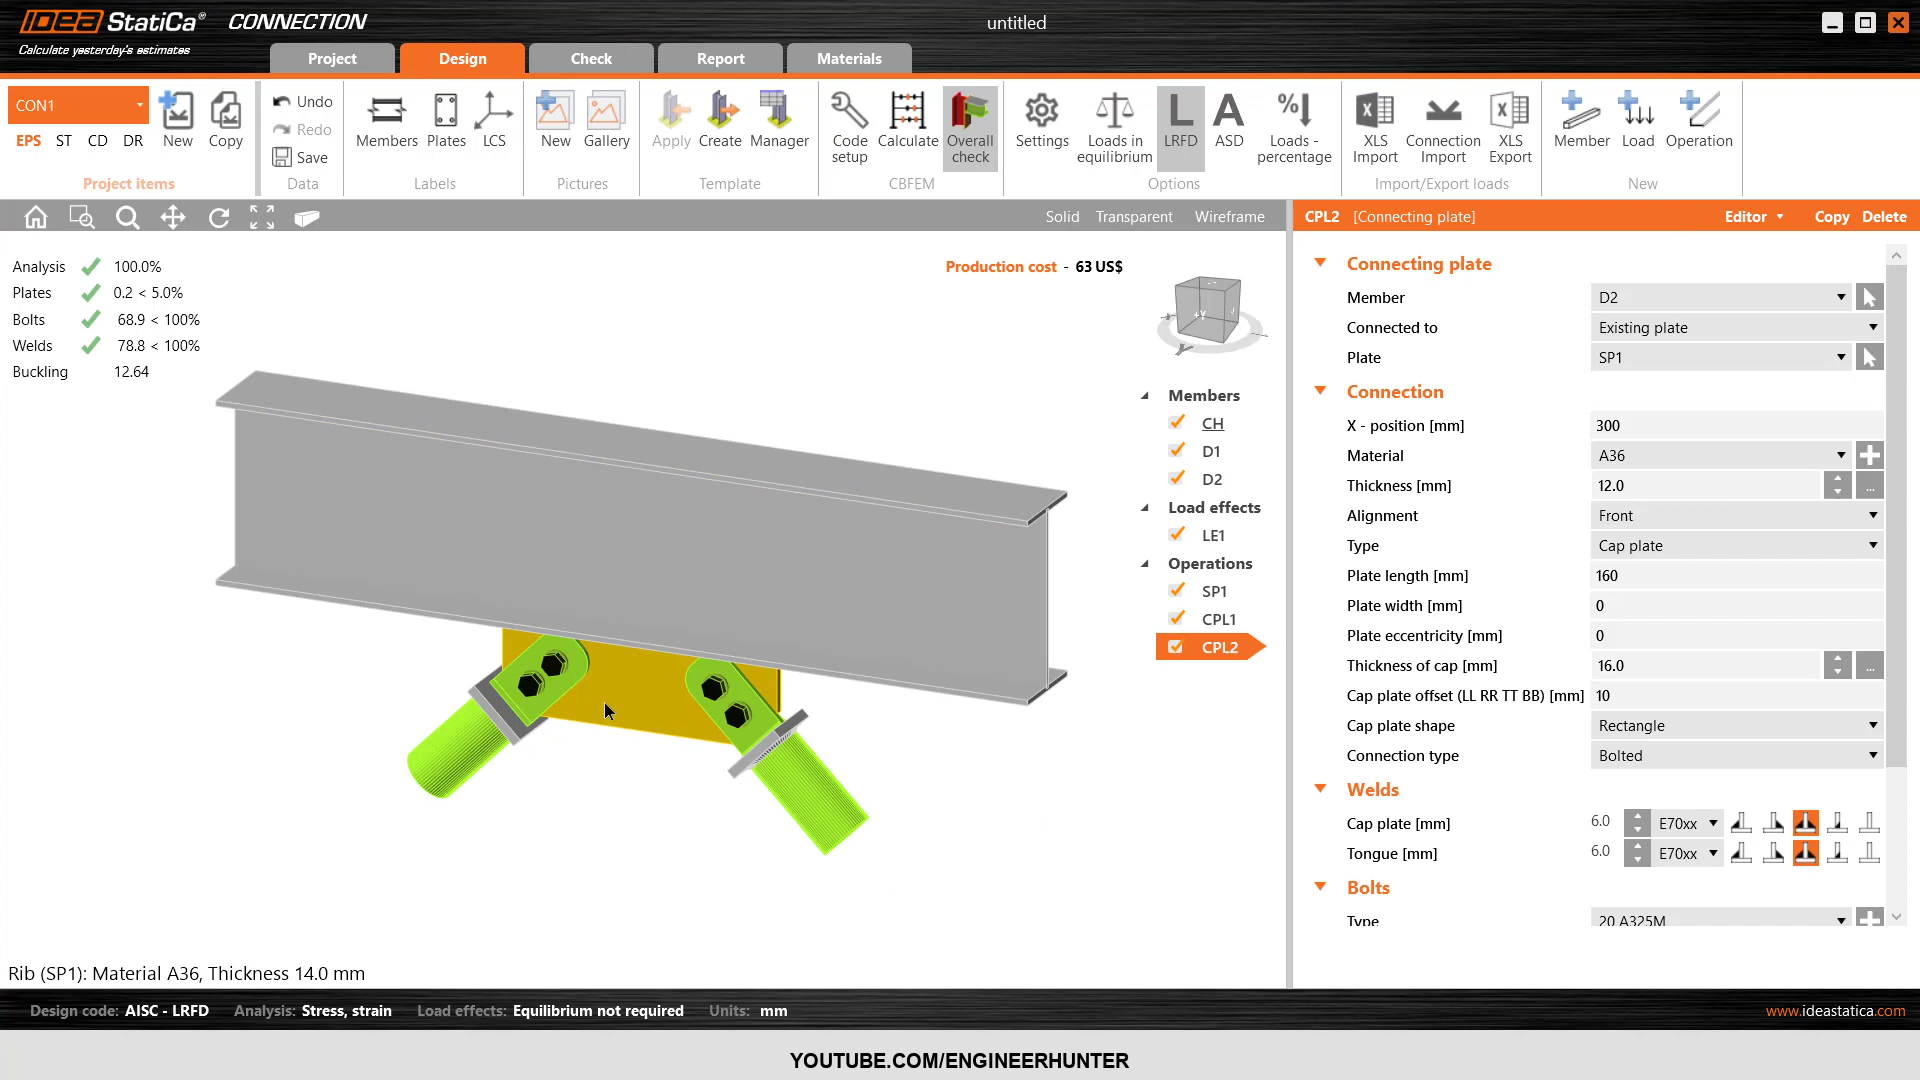 IDEA StatiCa® CONNECTION
Calculate yesterday's estimates
untitled
Project
Design
Check
Report
Materials
CON1
EPS ST CD DR
New
Copy
Project items
Undo
Redo
Save
Data
Members
Plates
LCS
Labels
New
Gallery
Pictures
Apply
Create
Manager
Template
Code setup
Calculate
Overall check
CBFEM
Settings
Loads in equilibrium
LRFD
ASD
Loads - percentage
Options
XLS Import
Connection Import
XLS Export
Import/Export loads
Member
Load
Operation
New
Solid Transparent Wireframe
CPL2 [Connecting plate]
Editor Copy Delete
Analysis 100.0%
Plates 0.2 < 5.0%
Bolts 68.9 < 100%
Welds 78.8 < 100%
Buckling 12.64
Production cost - 63 US$
Members
CH
D1
D2
Load effects
LE1
Operations
SP1
CPL1
CPL2
Connecting plate
Member D2
Connected to Existing plate
Plate SP1
Connection
X - position [mm] 300
Material A36
Thickness [mm] 12.0 ...
Alignment Front
Type Cap plate
Plate length [mm] 160
Plate width [mm] 0
Plate eccentricity [mm] 0
Thickness of cap [mm] 16.0 ...
Cap plate offset (LL RR TT BB) [mm] 10
Cap plate shape Rectangle
Connection type Bolted
Welds
Cap plate [mm] 6.0 E70xx
Tongue [mm] 6.0 E70xx
Bolts
Type 20 A325M
Rib (SP1): Material A36, Thickness 14.0 mm
Design code: AISC - LRFD Analysis: Stress, strain Load effects: Equilibrium not required Units: mm
www.ideastatica.com
YOUTUBE.COM/ENGINEERHUNTER